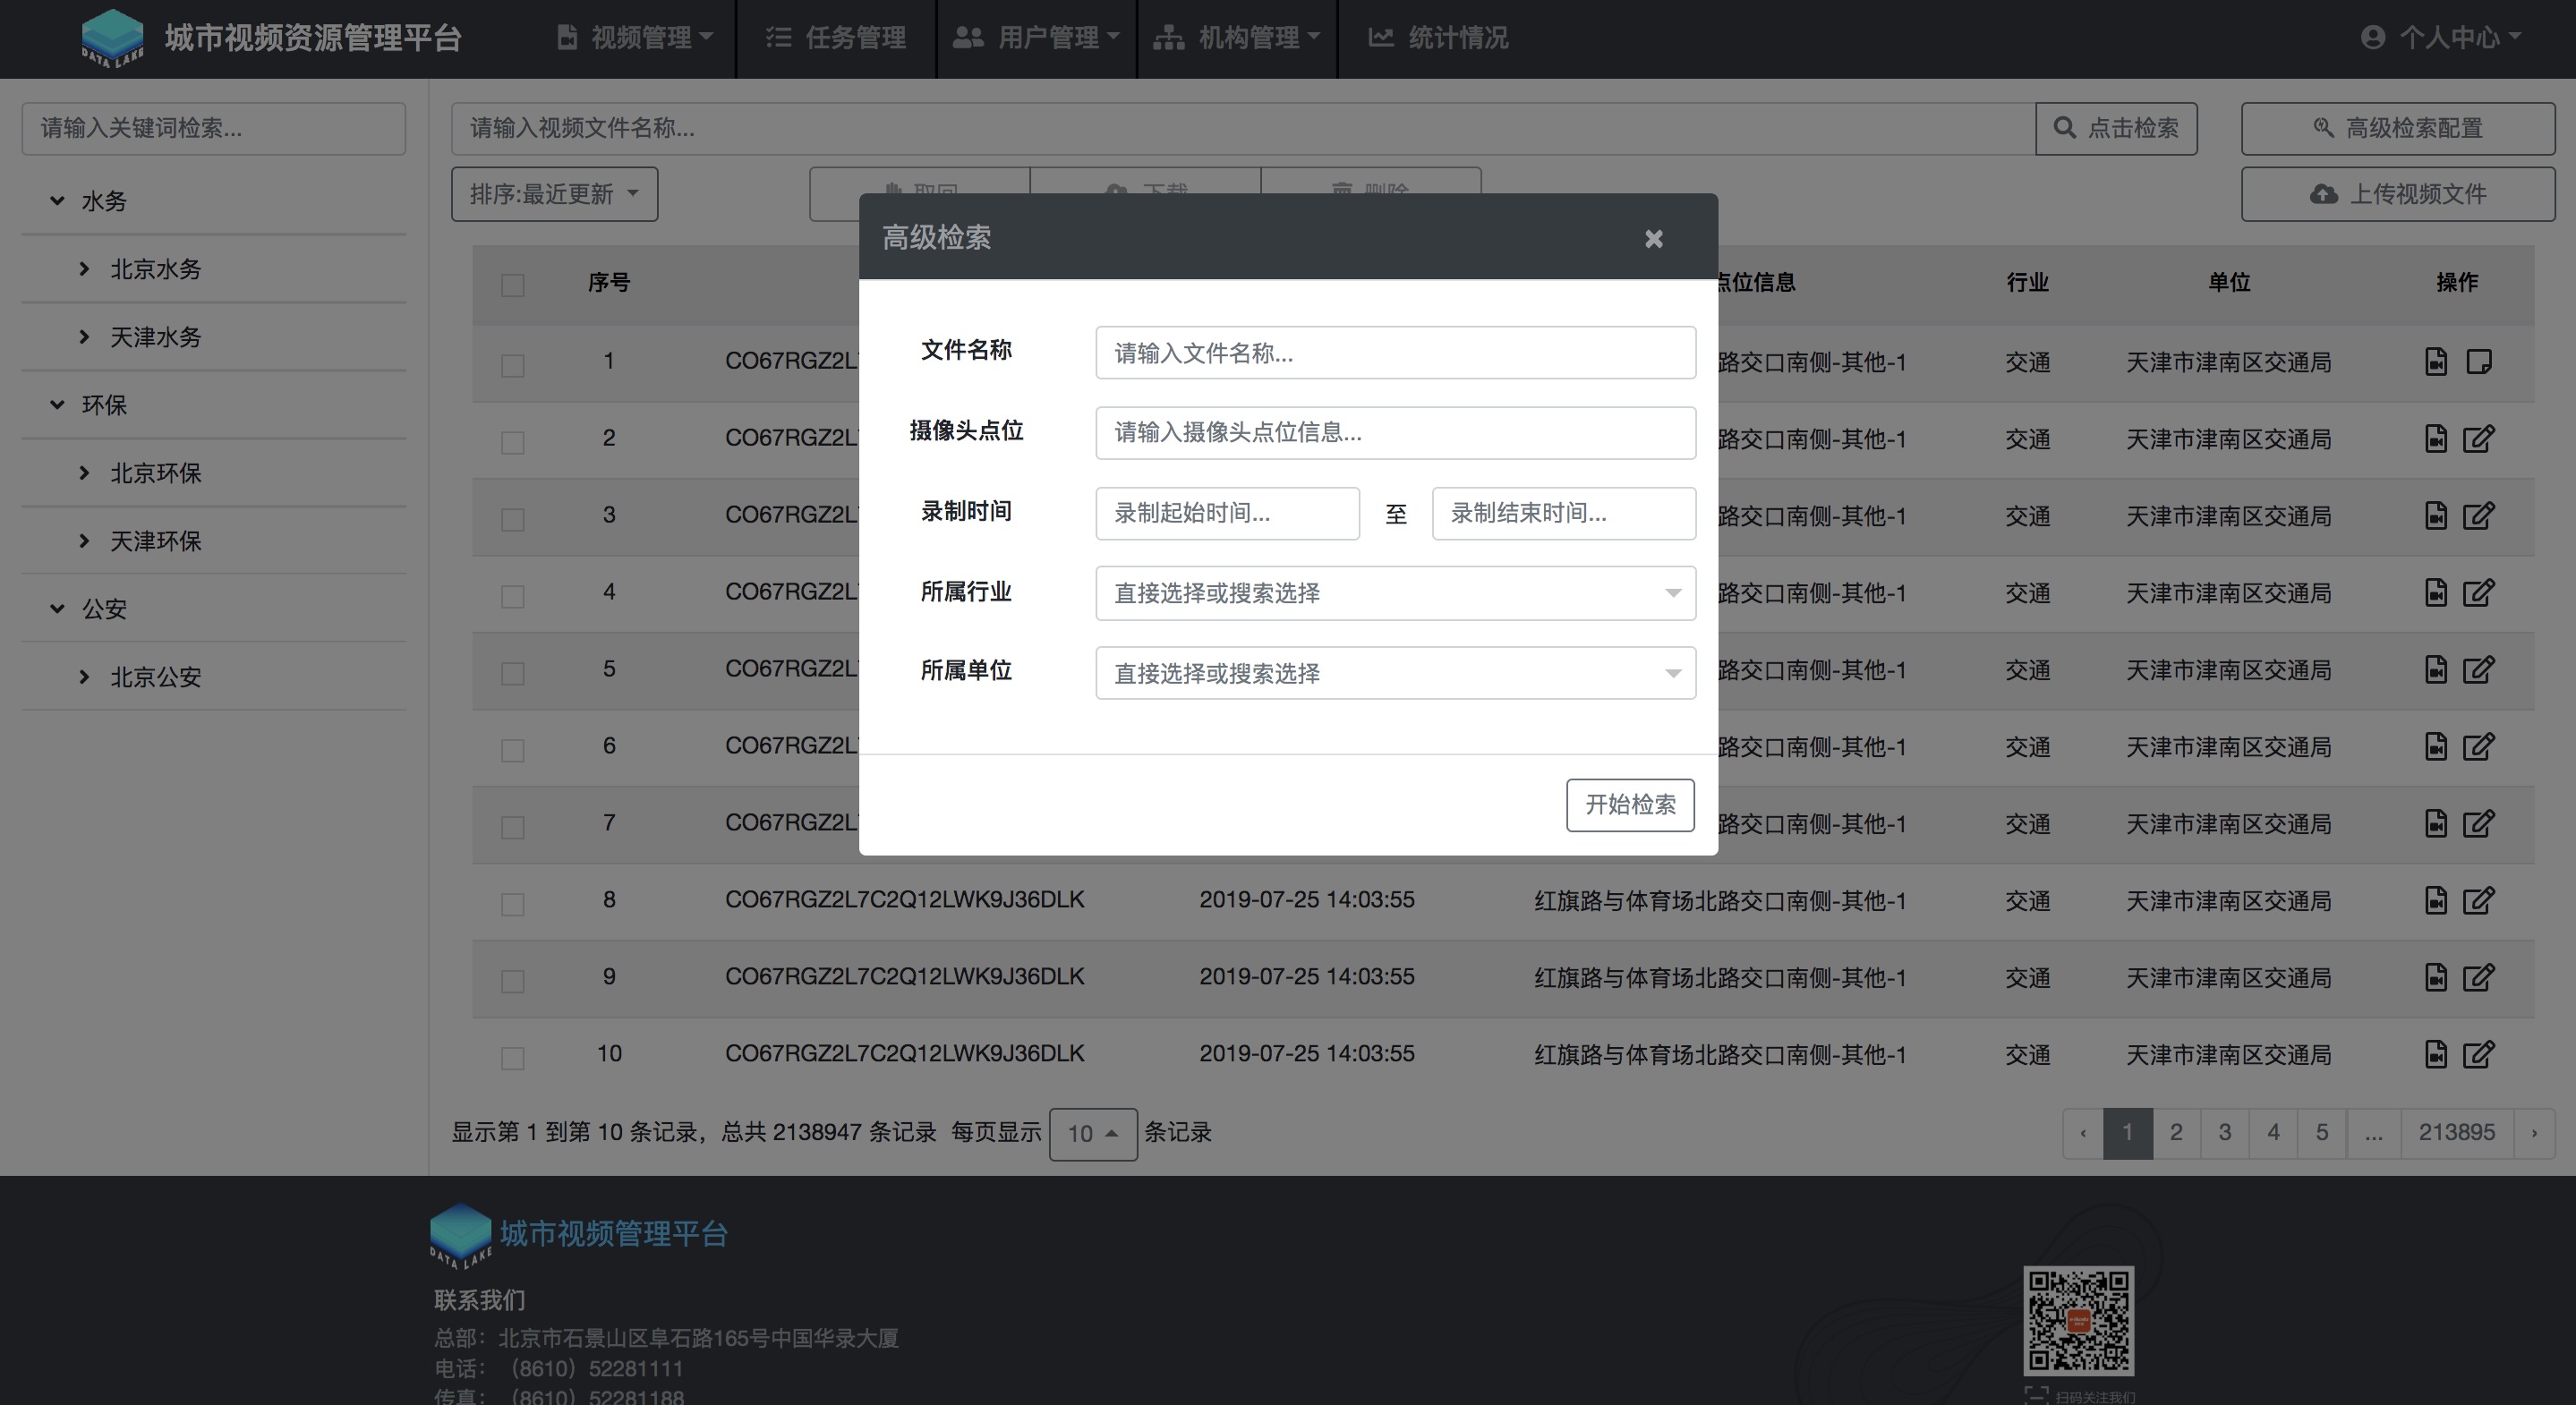 DATA LAKE 城市视频资源管理平台 视频管理 任务管理 用户管理 机构管理 统计情况 个人中心
请输入关键词检索... 请输入视频文件名称... 点击检索 高级检索配置
排序:最近更新 取回 下载 删除 上传视频文件
水务
北京水务
天津水务
环保
北京环保
天津环保
公安
北京公安
高级检索 ×
文件名称 请输入文件名称...
摄像头点位 请输入摄像头点位信息...
录制时间 录制起始时间... 至 录制结束时间...
所属行业 直接选择或搜索选择
所属单位 直接选择或搜索选择
开始检索
序号 点位信息 行业 单位 操作
1 CO67RGZ2L 路交口南侧-其他-1 交通 天津市津南区交通局
2 CO67RGZ2L 路交口南侧-其他-1 交通 天津市津南区交通局
3 CO67RGZ2L 路交口南侧-其他-1 交通 天津市津南区交通局
4 CO67RGZ2L 路交口南侧-其他-1 交通 天津市津南区交通局
5 CO67RGZ2L 路交口南侧-其他-1 交通 天津市津南区交通局
6 CO67RGZ2L 路交口南侧-其他-1 交通 天津市津南区交通局
7 CO67RGZ2L 路交口南侧-其他-1 交通 天津市津南区交通局
8 CO67RGZ2L7C2Q12LWK9J36DLK 2019-07-25 14:03:55 红旗路与体育场北路交口南侧-其他-1 交通 天津市津南区交通局
9 CO67RGZ2L7C2Q12LWK9J36DLK 2019-07-25 14:03:55 红旗路与体育场北路交口南侧-其他-1 交通 天津市津南区交通局
10 CO67RGZ2L7C2Q12LWK9J36DLK 2019-07-25 14:03:55 红旗路与体育场北路交口南侧-其他-1 交通 天津市津南区交通局
显示第 1 到第 10 条记录，总共 2138947 条记录 每页显示 10 条记录 ‹ 1 2 3 4 5 ... 213895 ›
DATA LAKE 城市视频管理平台
联系我们
总部：北京市石景山区阜石路165号中国华录大厦
电话：（8610）52281111
传真：（8610）52281188
扫码关注我们